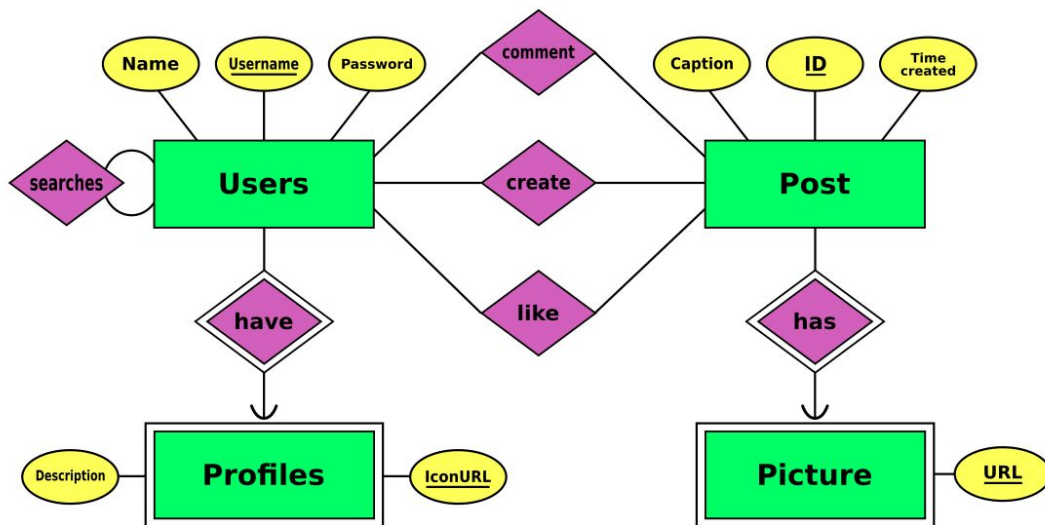 comment
Name
Username
Password
Caption
ID
Time
created
searches
Users
create
Post
have
like
has
Description
Profiles
IconURL
Picture
URL